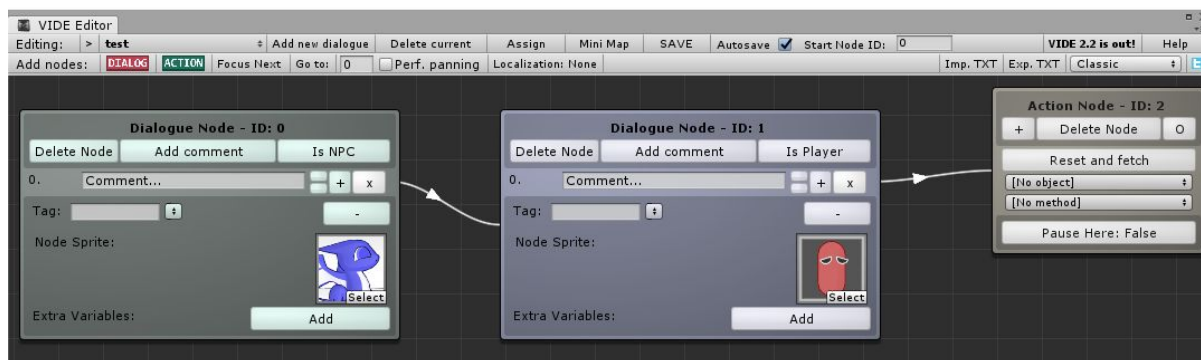 VIDE Editor
Editing: > test Add new dialogue Delete current Assign Mini Map SAVE Autosave Start Node ID: 0 VIDE 2.2 is out! Help
Add nodes: DIALOG ACTION Focus Next Go to: 0 Perf. panning Localization: None Imp. TXT Exp. TXT Classic
Dialogue Node - ID: 0
Delete Node Add comment Is NPC
0. Comment... + x
Tag: -
Node Sprite:
Select
Extra Variables: Add
Dialogue Node - ID: 1
Delete Node Add comment Is Player
0. Comment... + x
Tag: -
Node Sprite:
Select
Extra Variables: Add
Action Node - ID: 2
+ Delete Node O
Reset and fetch
[No object]
[No method]
Pause Here: False